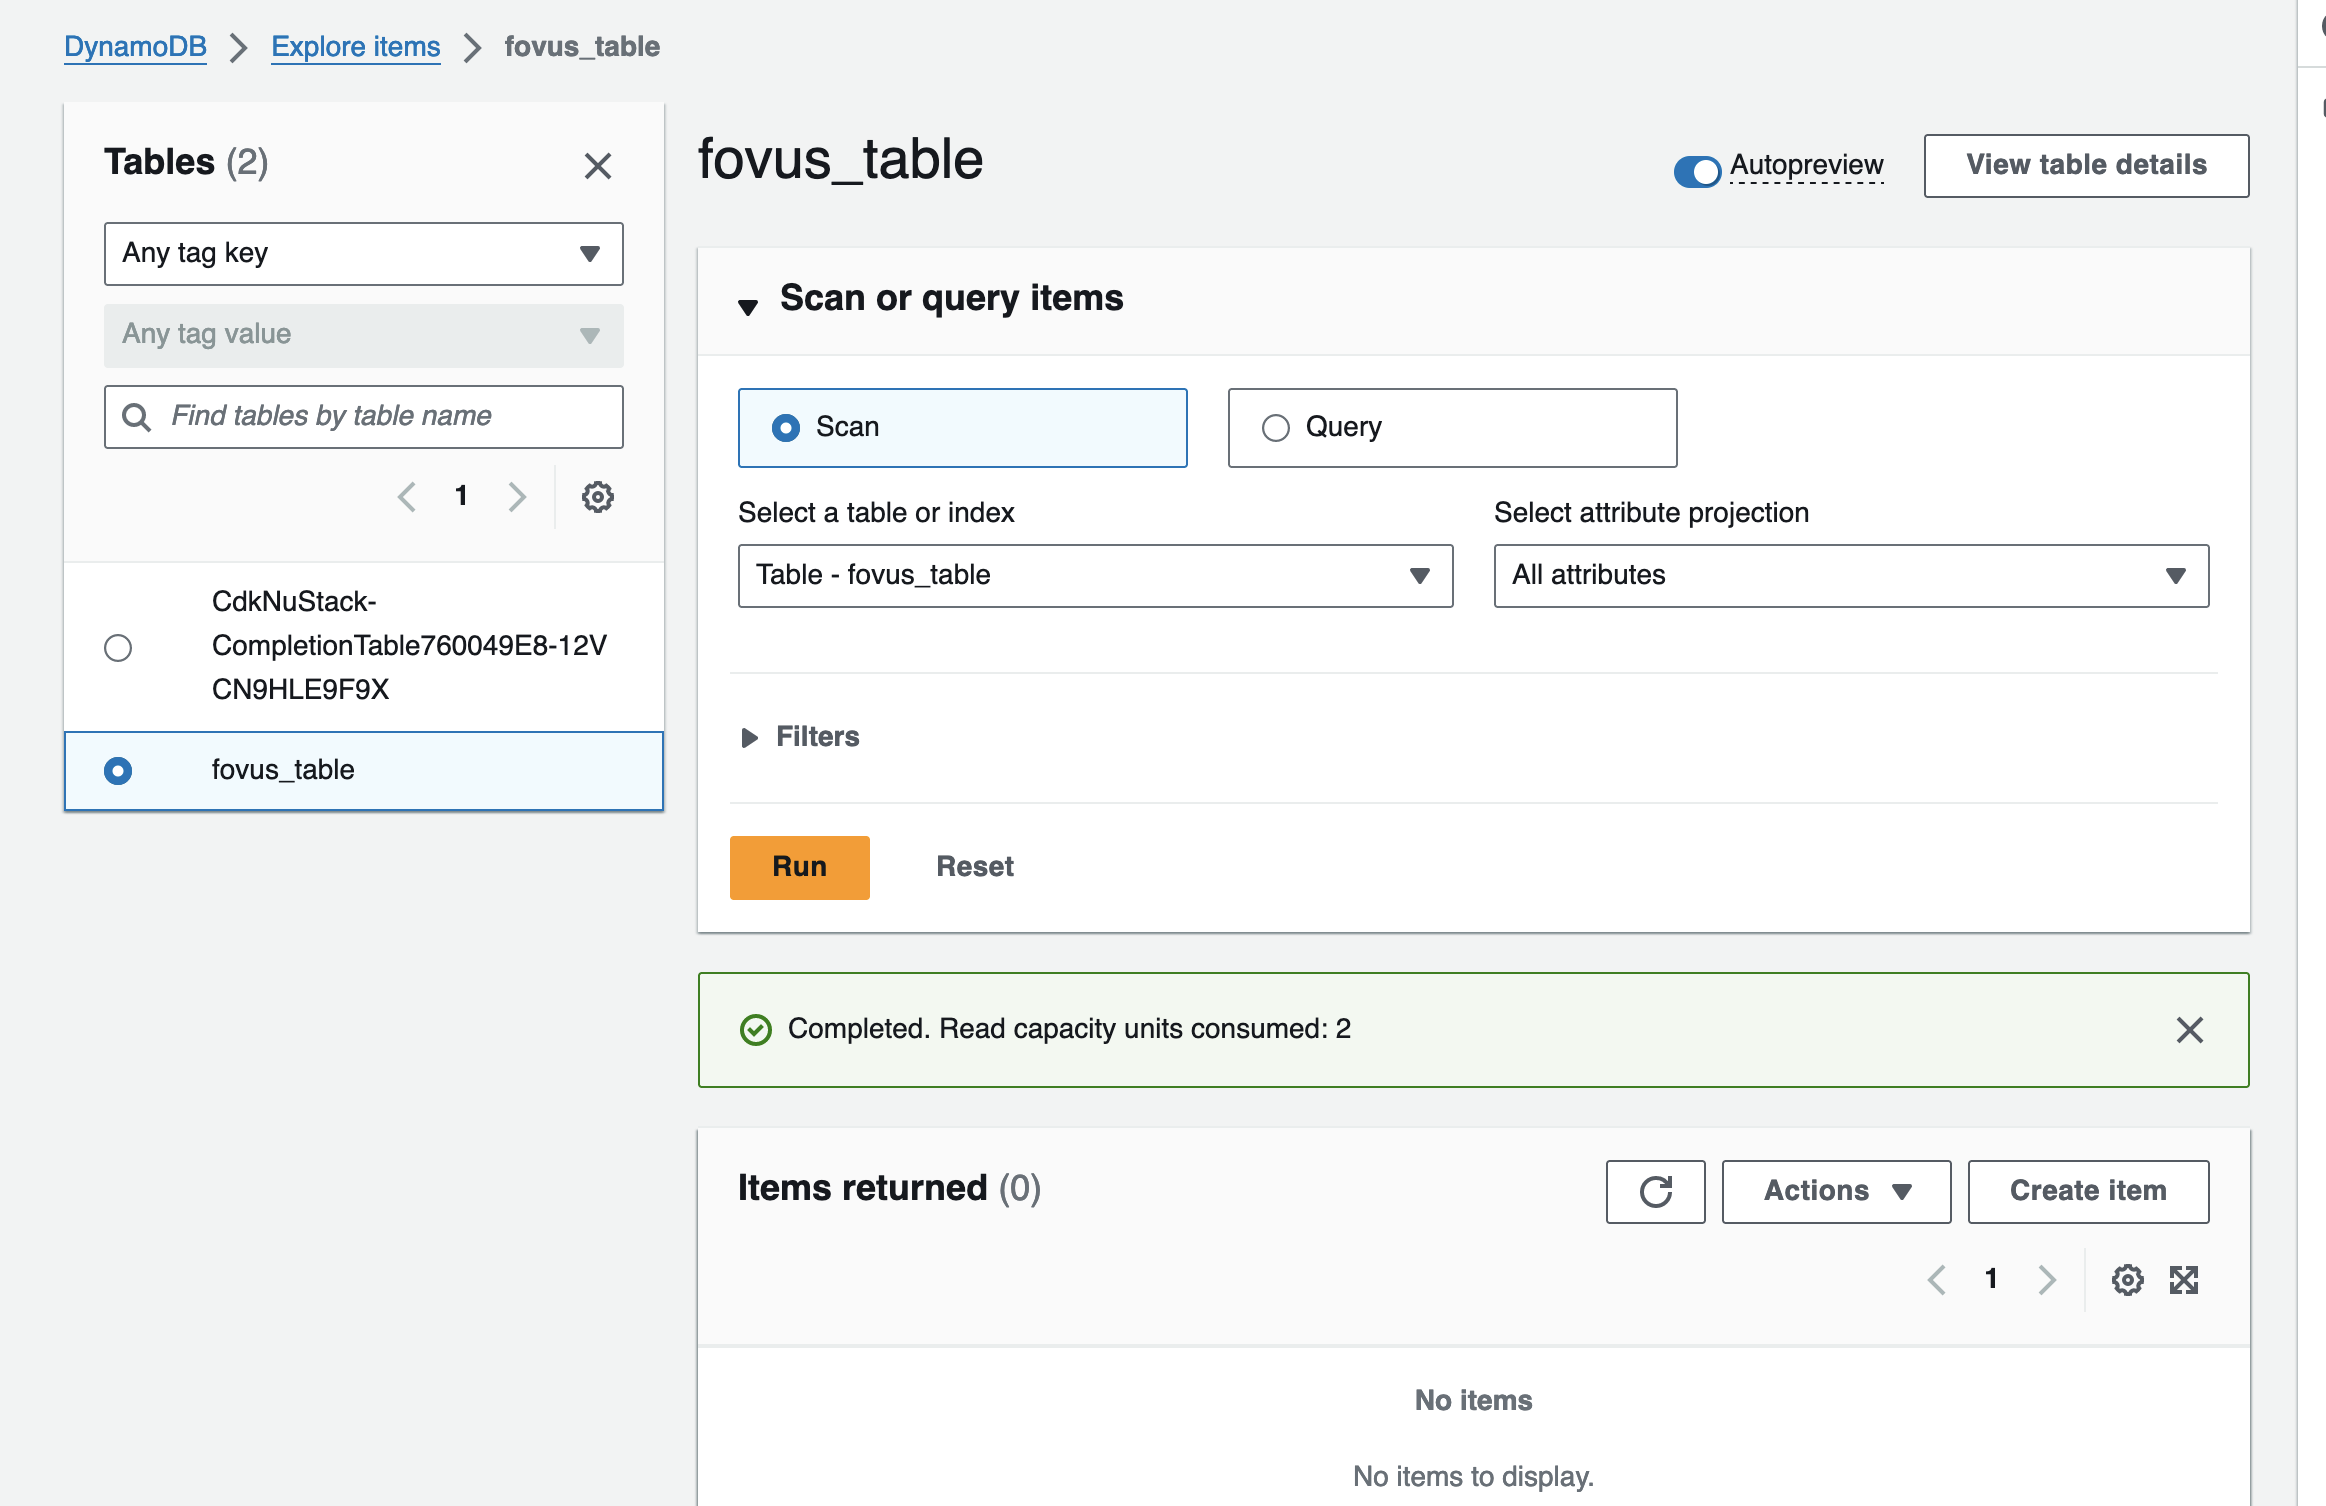 DynamoDB
Explore items
fovus_table
Tables (2)
Any tag key
Any tag value
Find tables by table name
1
CdkNuStack-
CompletionTable760049E8-12V
CN9HLE9F9X
fovus_table
fovus_table
Autopreview
View table details
Scan or query items
Scan
Query
Select a table or index
Select attribute projection
Table - fovus_table
All attributes
Filters
Run
Reset
Completed. Read capacity units consumed: 2
Items returned (0)
Actions
Create item
1
No items
No items to display.